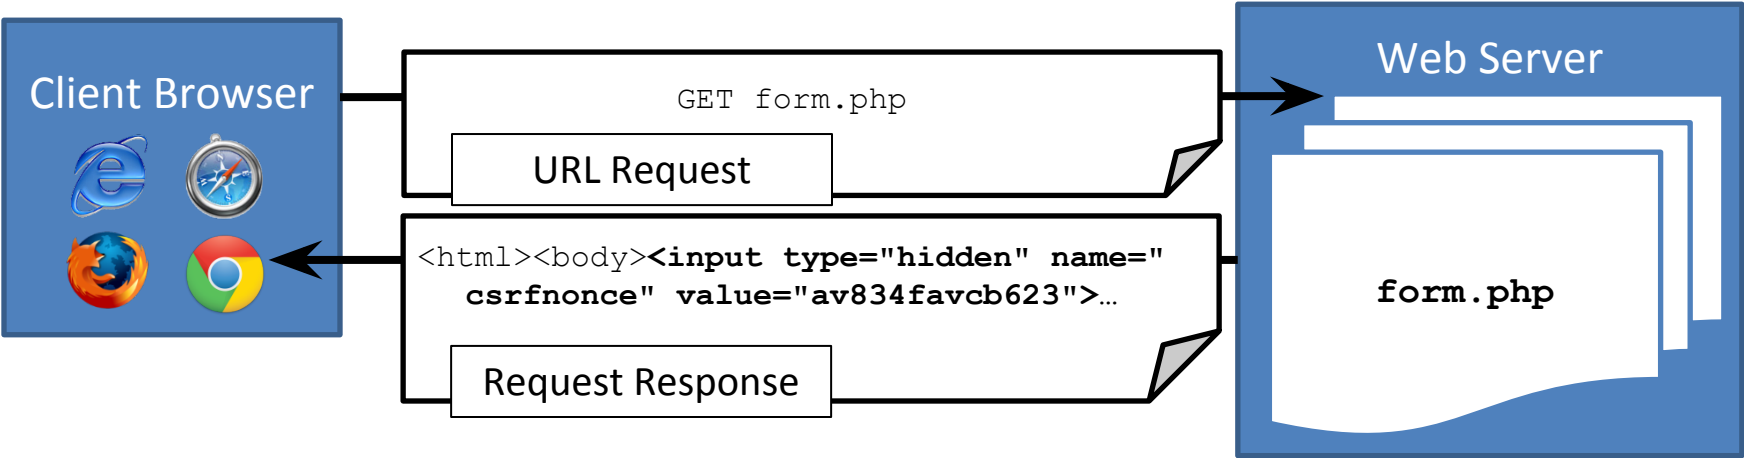 Client Browser
GET form.php
URL Request
<html><body><input type="hidden" name="
csrfnonce" value="av834favcb623">…
Request Response
Web Server
form.php